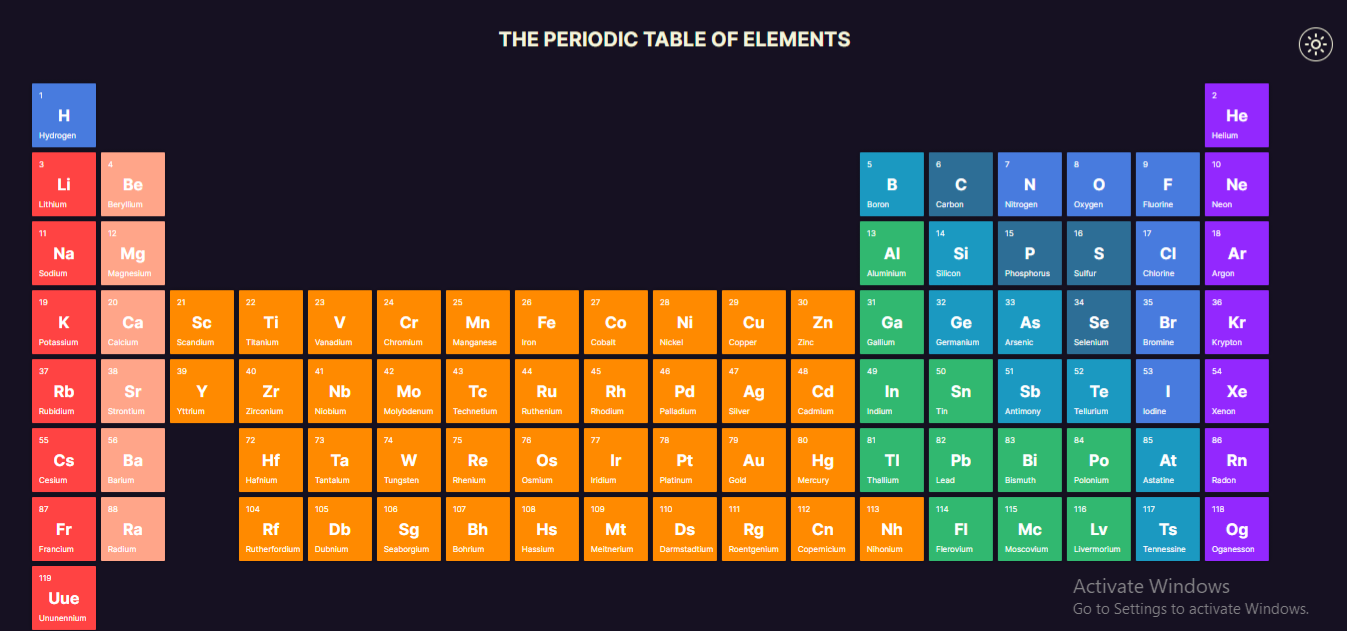 THE PERIODIC TABLE OF ELEMENTS
1 2
H He
Hydrogen Helium
3 4 5 6 7 8 9 10
Li Be B C N O F Ne
Lithium Beryllium Boron Carbon Nitrogen Oxygen Fluorine Neon
11 12 13 14 15 16 17 18
Na Mg Al Si P S Cl Ar
Sodium Magnesium Aluminium Silicon Phosphorus Sulfur Chlorine Argon
19 20 21 22 23 24 25 26 27 28 29 30 31 32 33 34 35 36
K Ca Sc Ti V Cr Mn Fe Co Ni Cu Zn Ga Ge As Se Br Kr
Potassium Calcium Scandium Titanium Vanadium Chromium Manganese Iron Cobalt Nickel Copper Zinc Gallium Germanium Arsenic Selenium Bromine Krypton
37 38 39 40 41 42 43 44 45 46 47 48 49 50 51 52 53 54
Rb Sr Y Zr Nb Mo Tc Ru Rh Pd Ag Cd In Sn Sb Te I Xe
Rubidium Strontium Yttrium Zirconium Niobium Molybdenum Technetium Ruthenium Rhodium Palladium Silver Cadmium Indium Tin Antimony Tellurium Iodine Xenon
55 56 72 73 74 75 76 77 78 79 80 81 82 83 84 85 86
Cs Ba Hf Ta W Re Os Ir Pt Au Hg Tl Pb Bi Po At Rn
Cesium Barium Hafnium Tantalum Tungsten Rhenium Osmium Iridium Platinum Gold Mercury Thallium Lead Bismuth Polonium Astatine Radon
87 88 104 105 106 107 108 109 110 111 112 113 114 115 116 117 118
Fr Ra Rf Db Sg Bh Hs Mt Ds Rg Cn Nh Fl Mc Lv Ts Og
Francium Radium Rutherfordium Dubnium Seaborgium Bohrium Hassium Meitnerium Darmstadtium Roentgenium Copernicium Nihonium Flerovium Moscovium Livermorium Tennessine Oganesson
119
Uue
Ununennium
Activate Windows
Go to Settings to activate Windows.